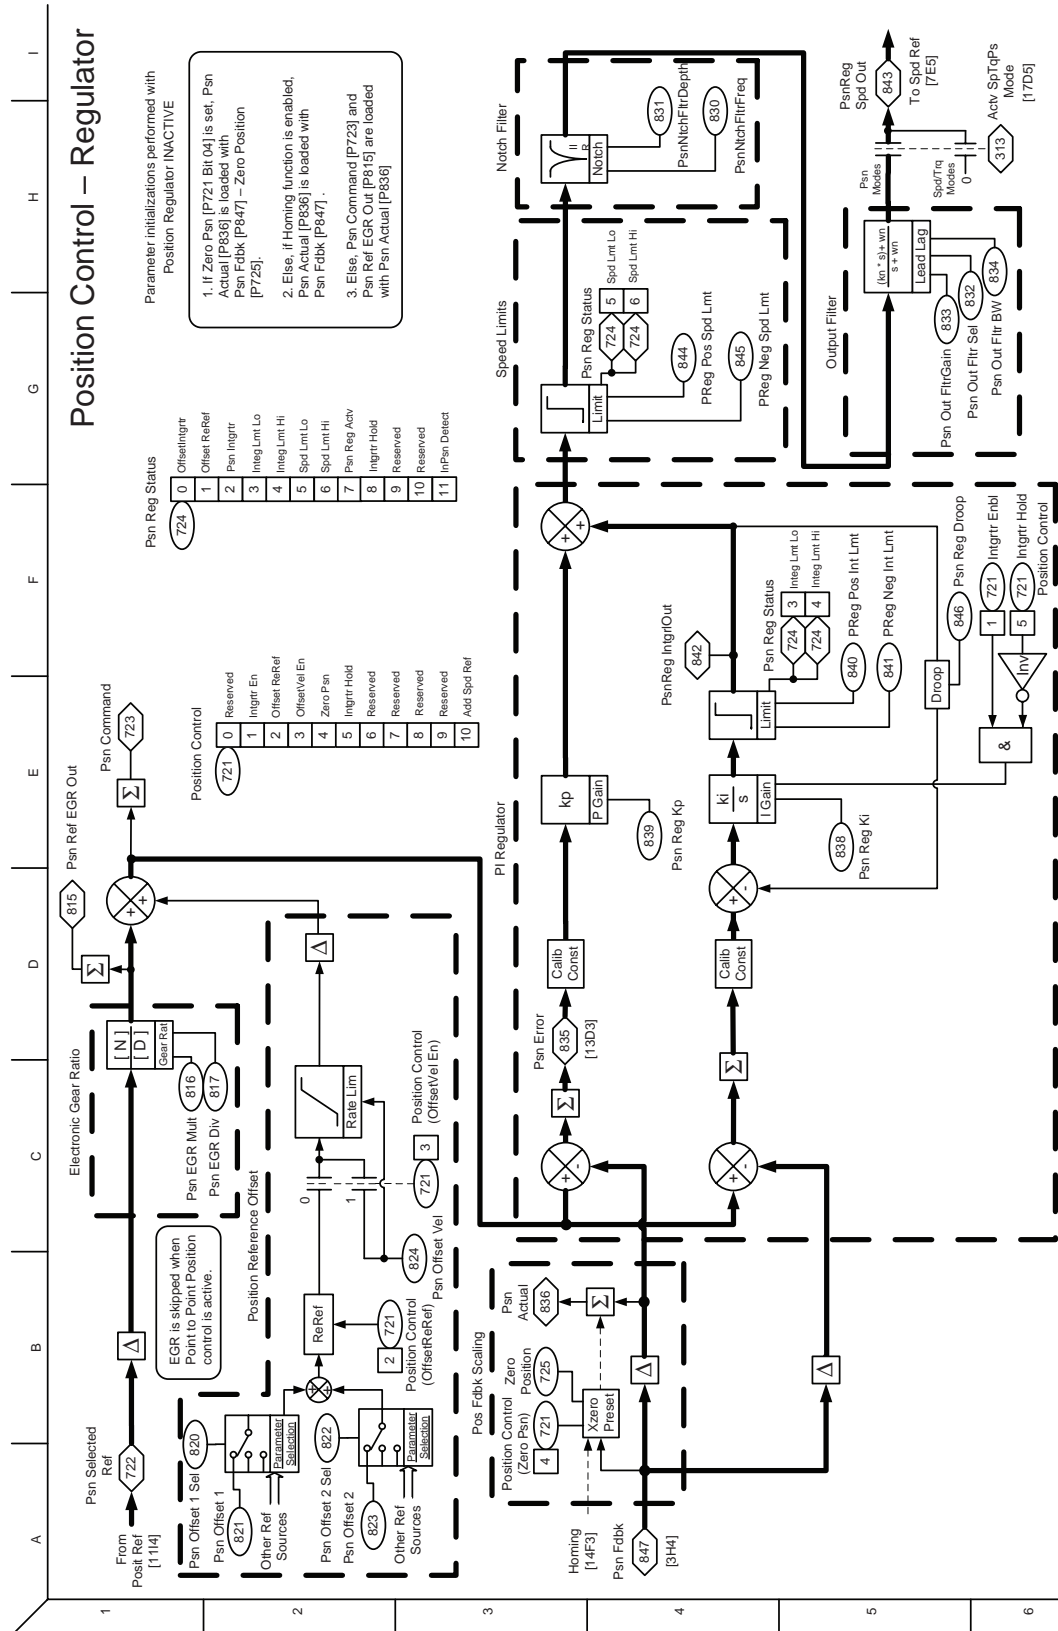 Position Control – Regulator
A
B
C
D
E
F
G
H
I
1
2
3
4
5
6
Parameter initializations performed with
Position Regulator INACTIVE
1. If Zero Psn [P721 Bit 04] is set, Psn
Actual [P836] is loaded with
Psn Fdbk [P847] – Zero Position
[P725].
2. Else, if Homing function is enabled,
Psn Actual [P836] is loaded with
Psn Fdbk [P847] .
3. Else, Psn Command [P723] and
Psn Ref EGR Out [P815] are loaded
with Psn Actual [P836]
From
Posit Ref
[11I4]
Psn Selected
Ref
722
Δ
EGR is skipped when
Point to Point Position
control is active.
Electronic Gear Ratio
[ N ]
[ D ]
Gear Rat
816
817
Psn EGR Mult
Psn EGR Div
Σ
815
Psn Ref EGR Out
+
+
Σ
Psn Command
723
Position Control
721
0 Reserved
1 Intgrtr En
2 Offset ReRef
3 OffsetVel En
4 Zero Psn
5 Intgrtr Hold
6 Reserved
7 Reserved
8 Reserved
9 Reserved
10 Add Spd Ref
Psn Reg Status
724
0 OffsetIntgrtr
1 Offset ReRef
2 Psn Intgrtr
3 Integ Lmt Lo
4 Integ Lmt Hi
5 Spd Lmt Lo
6 Spd Lmt Hi
7 Psn Reg Actv
8 Intgrtr Hold
9 Reserved
10 Reserved
11 InPsn Detect
Position Reference Offset
Psn Offset 1 Sel
820
Psn Offset 1
821
Other Ref
Sources
Parameter
Selection
Psn Offset 2 Sel
822
Psn Offset 2
823
Other Ref
Sources
Parameter
Selection
+
+
ReRef
721
2
Position Control
(OffsetReRef)
0
1
824
Psn Offset Vel
721
3
Position Control
(OffsetVel En)
Rate Lim
Δ
Pos Fdbk Scaling
Homing
[14F3]
Psn Fdbk
847
[3H4]
Position Control
(Zero Psn)
4
721
Zero
Position
725
Xzero
Preset
Psn
Actual
836
Σ
Δ
Δ
PI Regulator
+
-
Σ
Psn Error
835
[13D3]
Calib
Const
kp
P Gain
839
Psn Reg Kp
+
+
+
-
Σ
Calib
Const
+
-
ki
s
I Gain
838
Psn Reg Ki
Limit
PsnReg IntgrlOut
842
Psn Reg Status
724
3
Integ Lmt Lo
724
4
Integ Lmt Hi
840
PReg Pos Int Lmt
841
PReg Neg Int Lmt
Droop
846
Psn Reg Droop
&
Inv
1
721
Intgrtr Enbl
5
721
Intgrtr Hold
Position Control
Speed Limits
Limit
Psn Reg Status
724
5
Spd Lmt Lo
724
6
Spd Lmt Hi
844
PReg Pos Spd Lmt
845
PReg Neg Spd Lmt
Notch Filter
II
R
Notch
831
PsnNtchFltrDepth
830
PsnNtchFltrFreq
Output Filter
(kn * s)+ wn
s + wn
Lead Lag
833
Psn Out FltrGain
832
Psn Out Fltr Sel
834
Psn Out Fltr BW
Psn
Modes
Spd/Trq
Modes
0
PsnReg
Spd Out
843
To Spd Ref
[7E5]
313
Actv SpTqPs
Mode
[17D5]